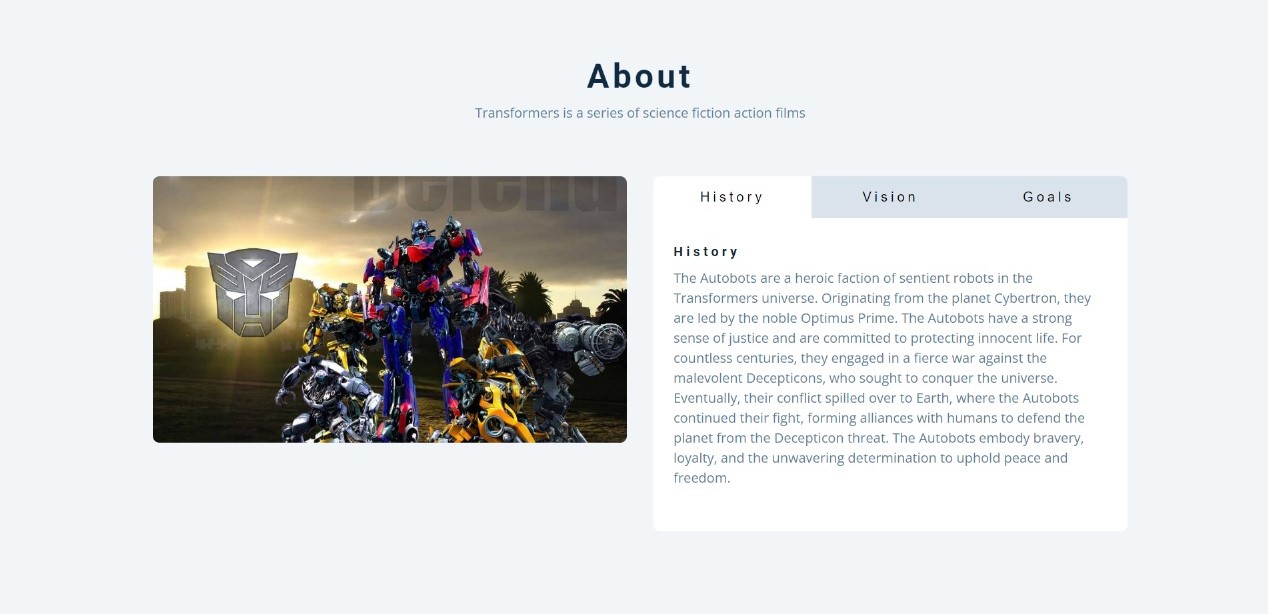 About
Transformers is a series of science fiction action films
Defend
History
Vision
Goals
History
The Autobots are a heroic faction of sentient robots in the
Transformers universe. Originating from the planet Cybertron, they
are led by the noble Optimus Prime. The Autobots have a strong
sense of justice and are committed to protecting innocent life. For
countless centuries, they engaged in a fierce war against the
malevolent Decepticons, who sought to conquer the universe.
Eventually, their conflict spilled over to Earth, where the Autobots
continued their fight, forming alliances with humans to defend the
planet from the Decepticon threat. The Autobots embody bravery,
loyalty, and the unwavering determination to uphold peace and
freedom.